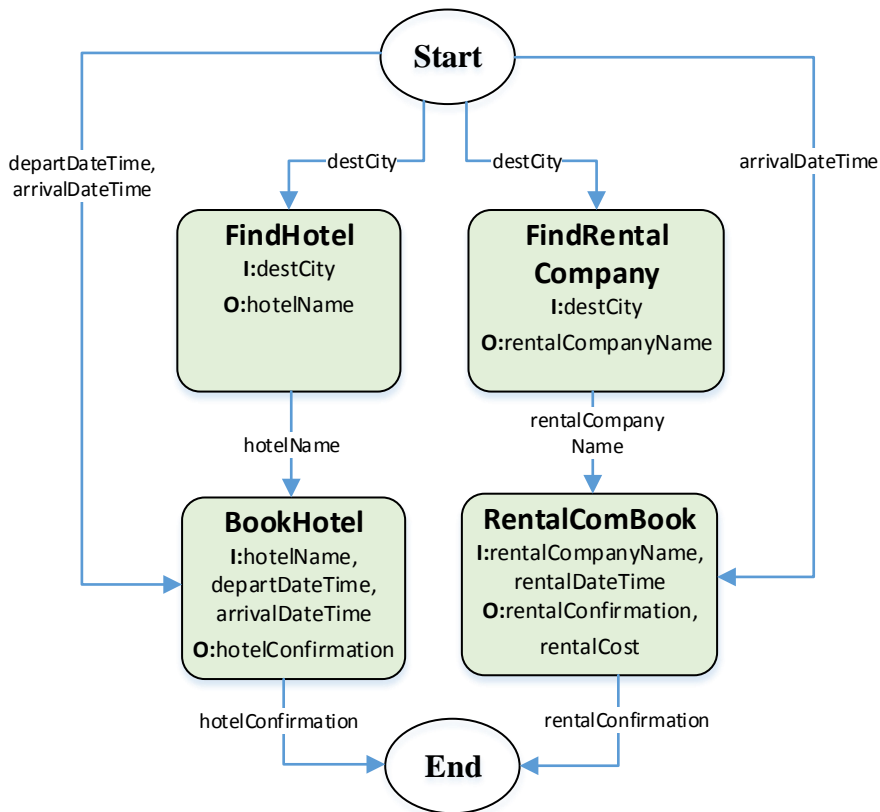 Start
departDateTime,
arrivalDateTime
destCity
destCity
arrivalDateTime
FindHotel
I:destCity
O:hotelName
FindRental
Company
I:destCity
O:rentalCompanyName
hotelName
rentalCompany
Name
BookHotel
I:hotelName,
departDateTime,
arrivalDateTime
O:hotelConfirmation
RentalComBook
I:rentalCompanyName,
rentalDateTime
O:rentalConfirmation,
rentalCost
hotelConfirmation
rentalConfirmation
End